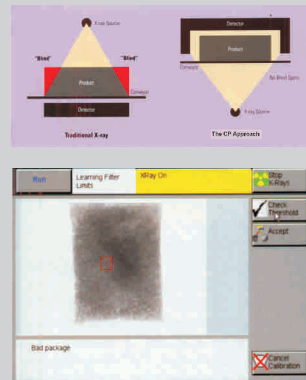 X-ray Source
"Blind"
"Blind"
Product
Conveyor
Detector
Traditional X-ray
Detector
Product
Conveyor
No Blind Spots
X-ray Source
The CP Approach
Run
Learning Filter
Limits
XRay On
Stop
X-Rays
Check
Threshold
Accept
Bad package
Cancel
Calibration